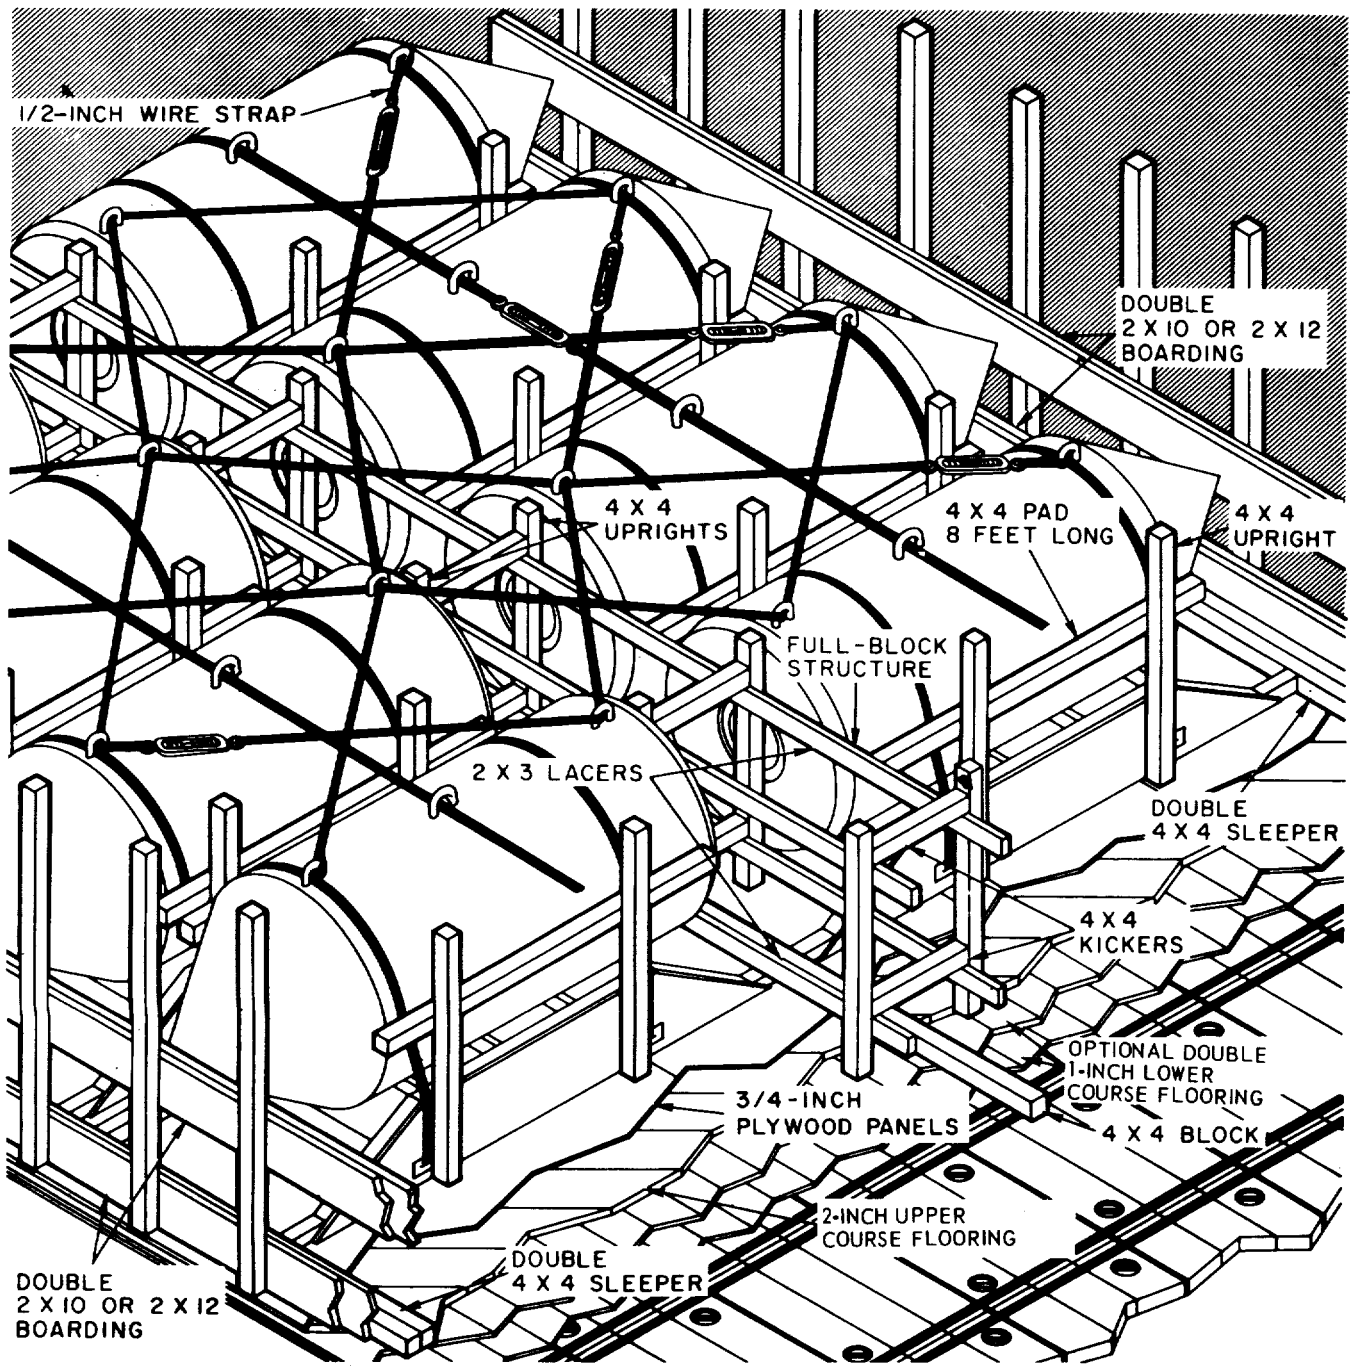 1/2-INCH WIRE STRAP
DOUBLE
2 X 10 OR 2 X 12
BOARDING
4 X 4
UPRIGHTS
4 X 4 PAD
8 FEET LONG
4 X 4
UPRIGHT
FULL-BLOCK
STRUCTURE
2 X 3 LACERS
DOUBLE
4 X 4 SLEEPER
4 X 4
KICKERS
OPTIONAL DOUBLE
1-INCH LOWER
COURSE FLOORING
3/4-INCH
PLYWOOD PANELS
4 X 4 BLOCK
2-INCH UPPER
COURSE FLOORING
DOUBLE
4 X 4 SLEEPER
DOUBLE
2 X 10 OR 2 X 12
BOARDING